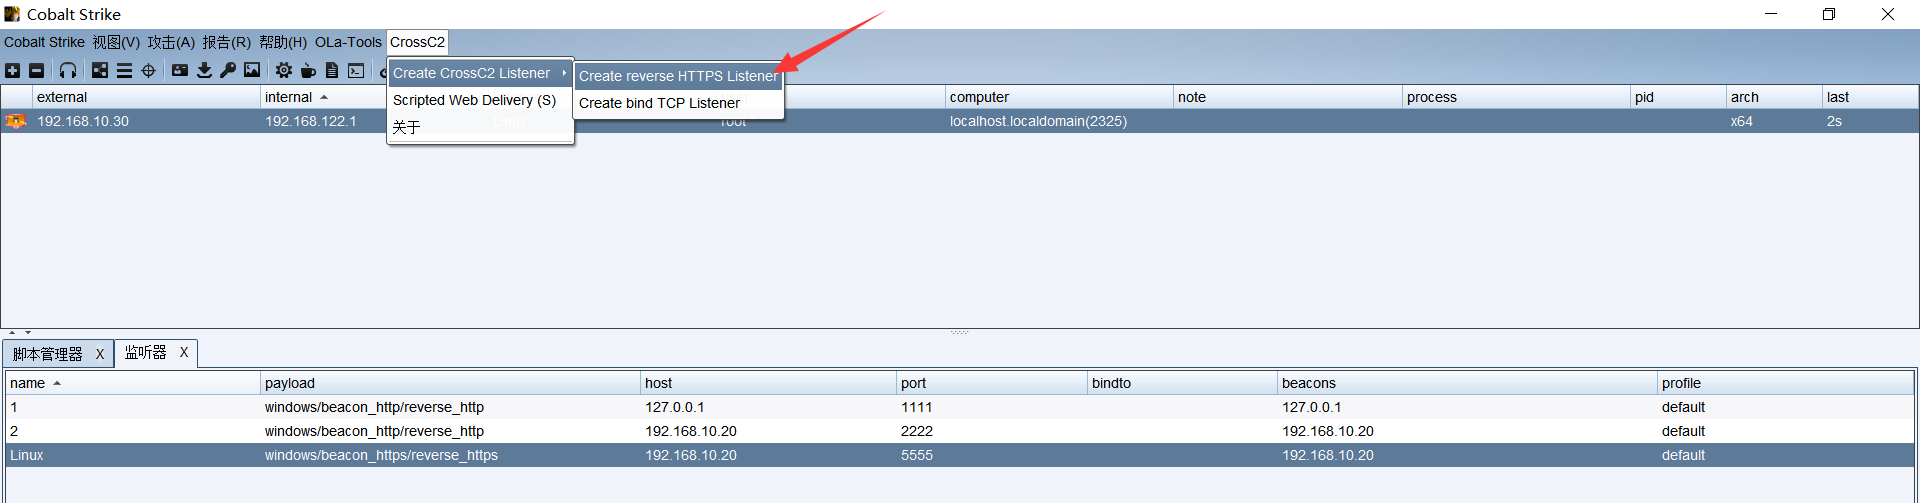 Cobalt Strike
Cobalt Strike 视图(V) 攻击(A) 报告(R) 帮助(H) OLa-Tools CrossC2
Create CrossC2 Listener
Create reverse HTTPS Listener
Scripted Web Delivery (S)
Create bind TCP Listener
关于
external internal computer note process pid arch last
192.168.10.30 192.168.122.1 Linux root localhost.localdomain(2325) x64 2s
脚本管理器 X 监听器 X
name payload host port bindto beacons profile
1 windows/beacon_http/reverse_http 127.0.0.1 1111 127.0.0.1 default
2 windows/beacon_http/reverse_http 192.168.10.20 2222 192.168.10.20 default
Linux windows/beacon_https/reverse_https 192.168.10.20 5555 192.168.10.20 default